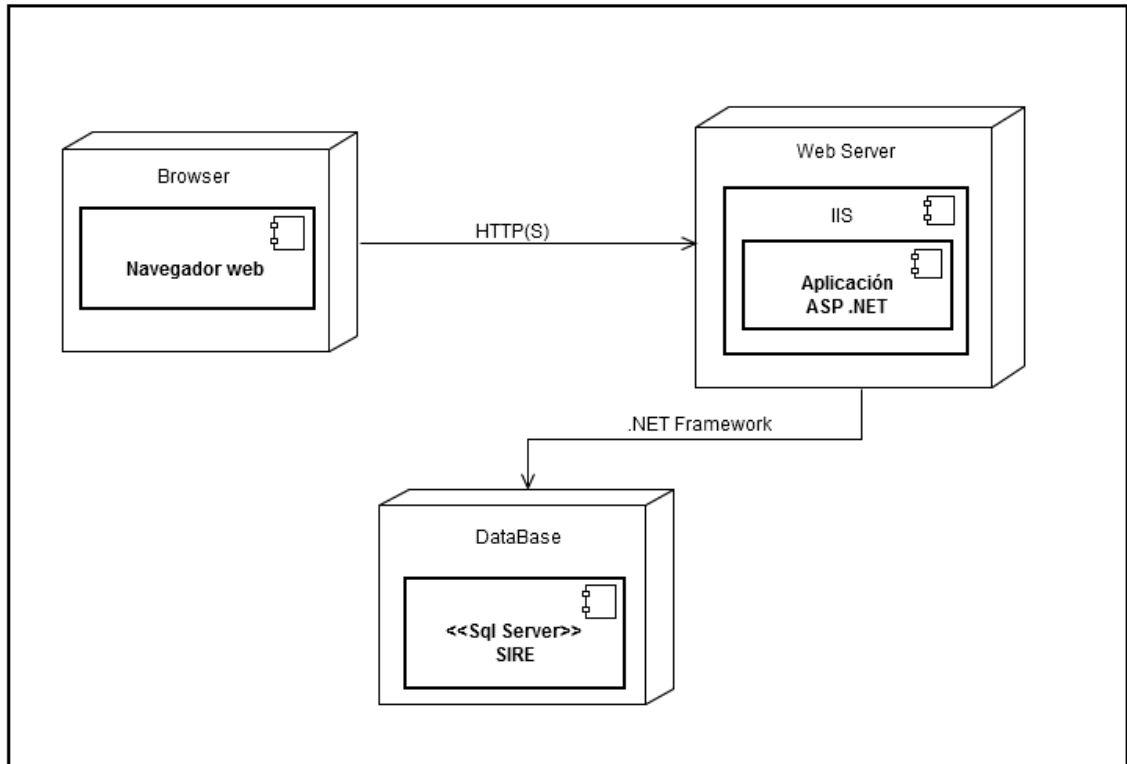 Browser
Navegador web
HTTP(S)
Web Server
IIS
Aplicación
ASP .NET
.NET Framework
DataBase
<<Sql Server>>
SIRE